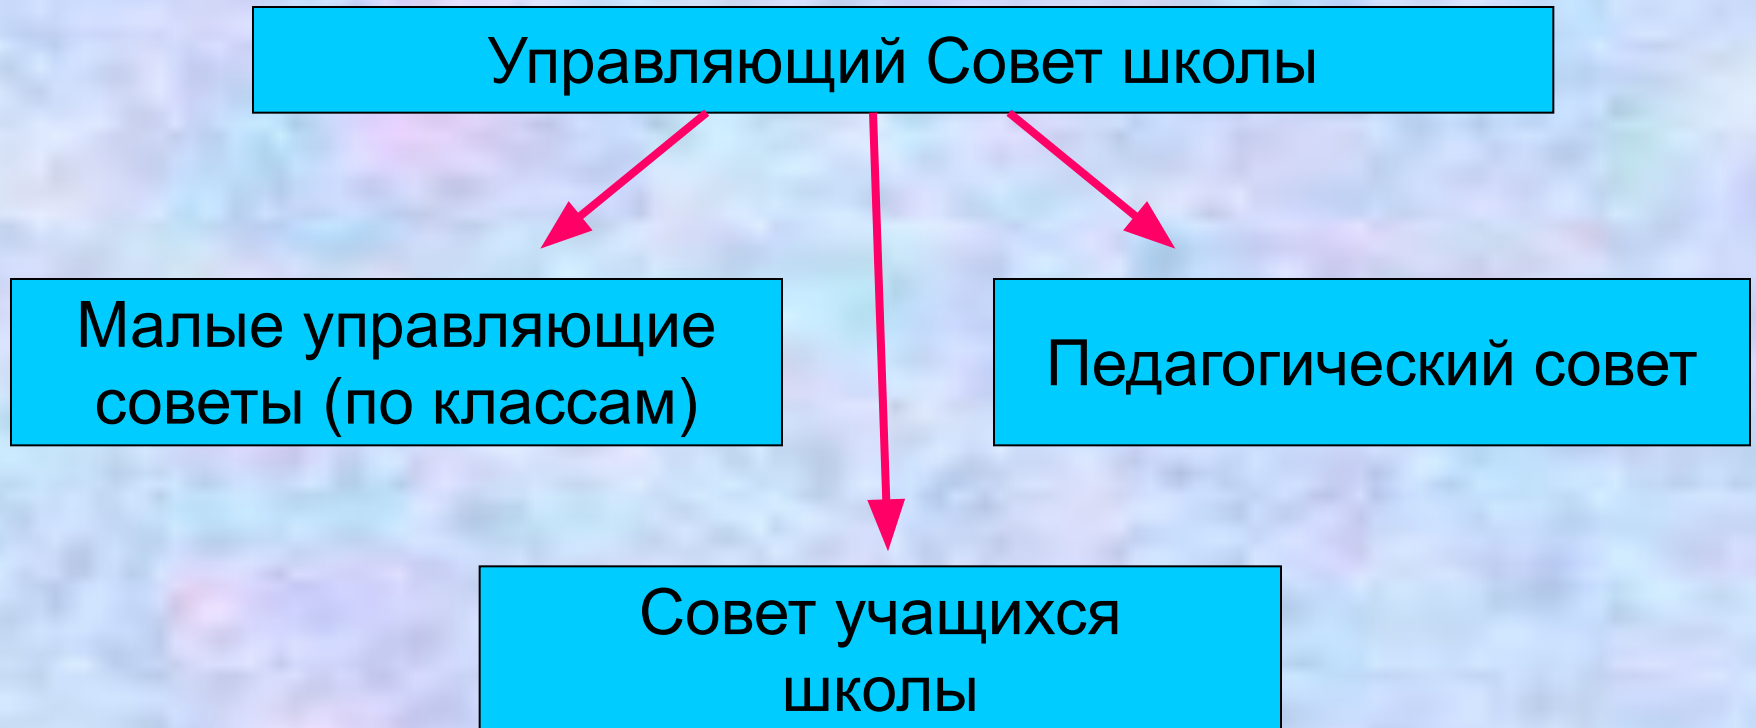 Управляющий Совет школы
Малые управляющие
советы (по классам)
Педагогический совет
Совет учащихся
школы